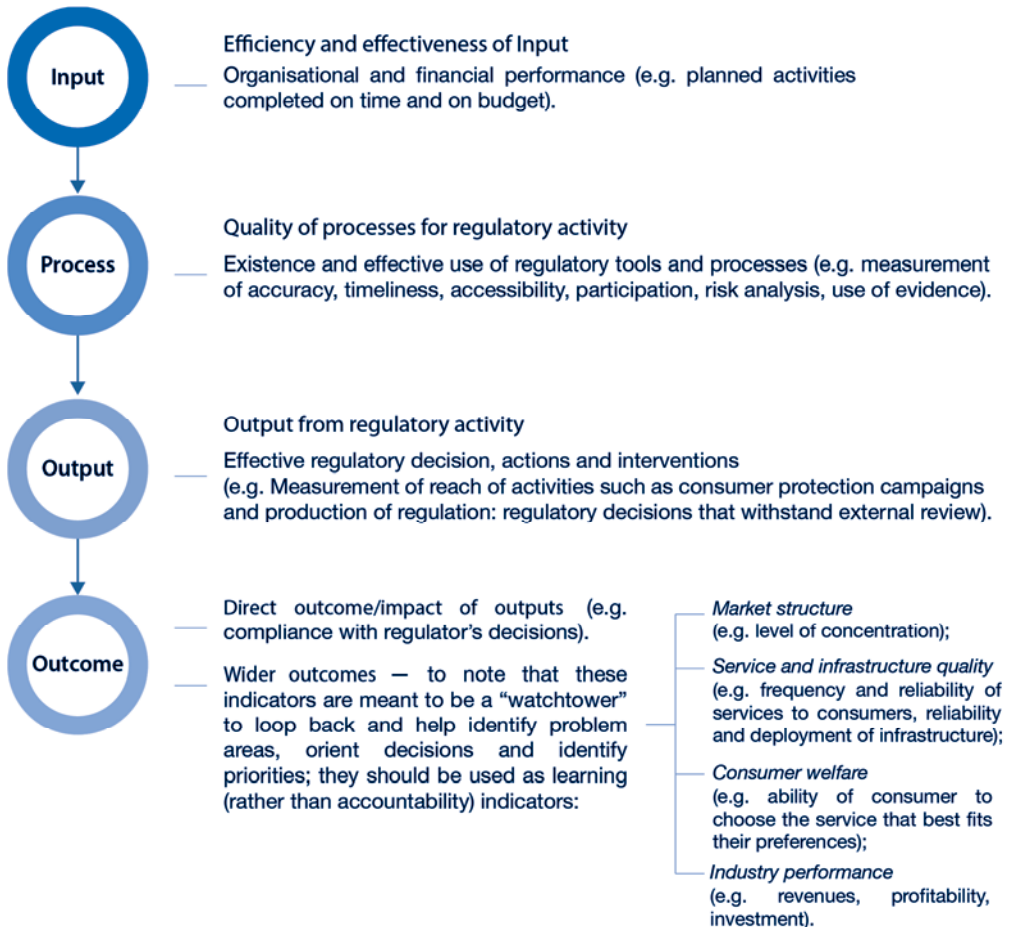 Input
Efficiency and effectiveness of Input
Organisational and financial performance (e.g. planned activities
completed on time and on budget).
Process
Quality of processes for regulatory activity
Existence and effective use of regulatory tools and processes (e.g. measurement
of accuracy, timeliness, accessibility, participation, risk analysis, use of evidence).
Output
Output from regulatory activity
Effective regulatory decision, actions and interventions
(e.g. Measurement of reach of activities such as consumer protection campaigns
and production of regulation: regulatory decisions that withstand external review).
Outcome
Direct outcome/impact of outputs (e.g.
compliance with regulator’s decisions).
Wider outcomes — to note that these
indicators are meant to be a “watchtower”
to loop back and help identify problem
areas, orient decisions and identify
priorities; they should be used as learning
(rather than accountability) indicators:
Market structure
(e.g. level of concentration);
Service and infrastructure quality
(e.g. frequency and reliability of
services to consumers, reliability
and deployment of infrastructure);
Consumer welfare
(e.g. ability of consumer to
choose the service that best fits
their preferences);
Industry performance
(e.g. revenues, profitability,
investment).